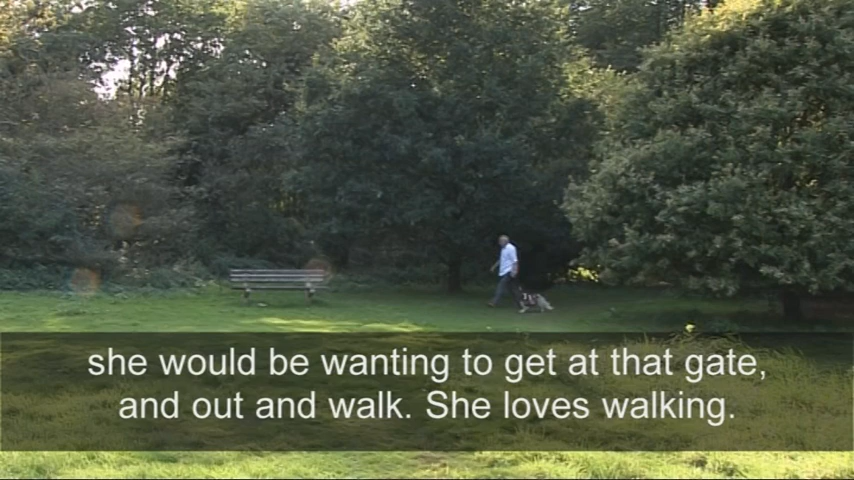 she would be wanting to get at that gate,
and out and walk. She loves walking.